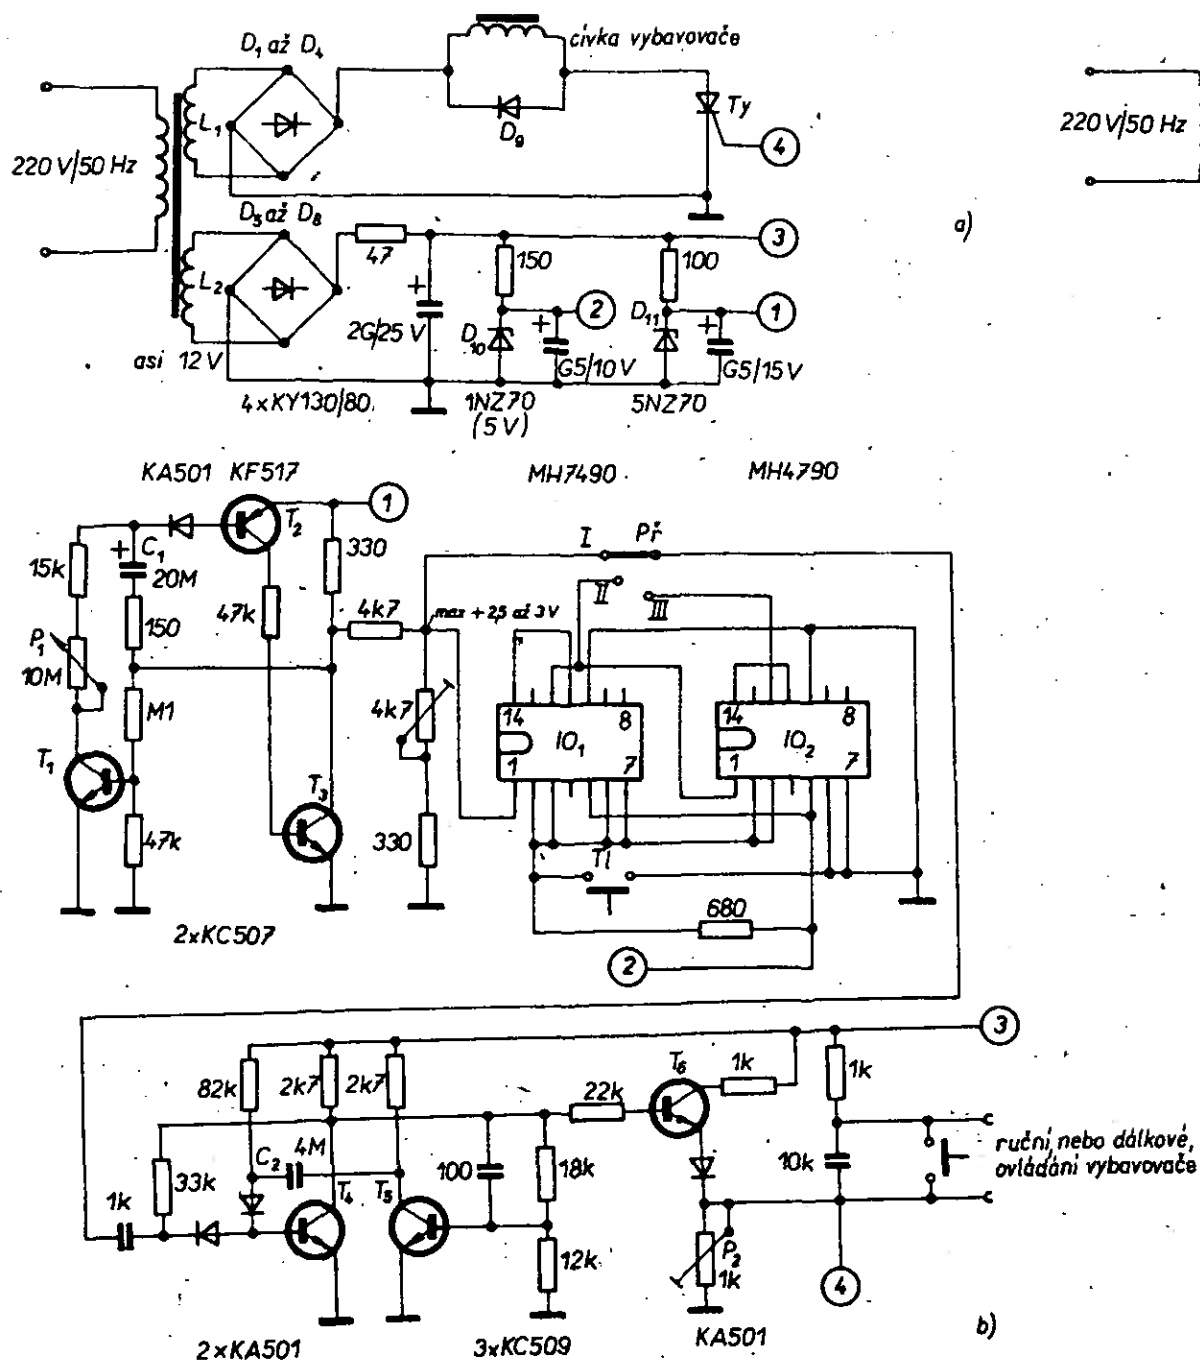 D₁ až D₄
cívka vybavovače
220 V/50 Hz
L₁
D₉
Ty
4
220 V/50 Hz
a)
D₅ až D₈
47
150
100
3
L₂
2G/25 V
D₁₀
2
D₁₁
1
G5/10 V
G5/15 V
asi 12 V
4×KY130/80
1NZ70
(5 V)
5NZ70
KA501 KF517
MH7490
MH4790
1
T₂
C₁
15k
20M
330
47k
4k7
I
Př
II
III
max + 2,5 až 3 V
P₁
10M
150
M1
4k7
14
8
IO₁
1
7
14
8
IO₂
1
7
T₁
T₃
47k
330
Tl
680
2×KC507
2
3
82k
2k7
2k7
T₆
1k
1k
22k
C₂
4M
33k
1k
T₄
T₅
100
18k
10k
ruční, nebo dálkové,
ovládání vybavovače
12k
P₂
1k
4
2×KA501
3×KC509
KA501
b)